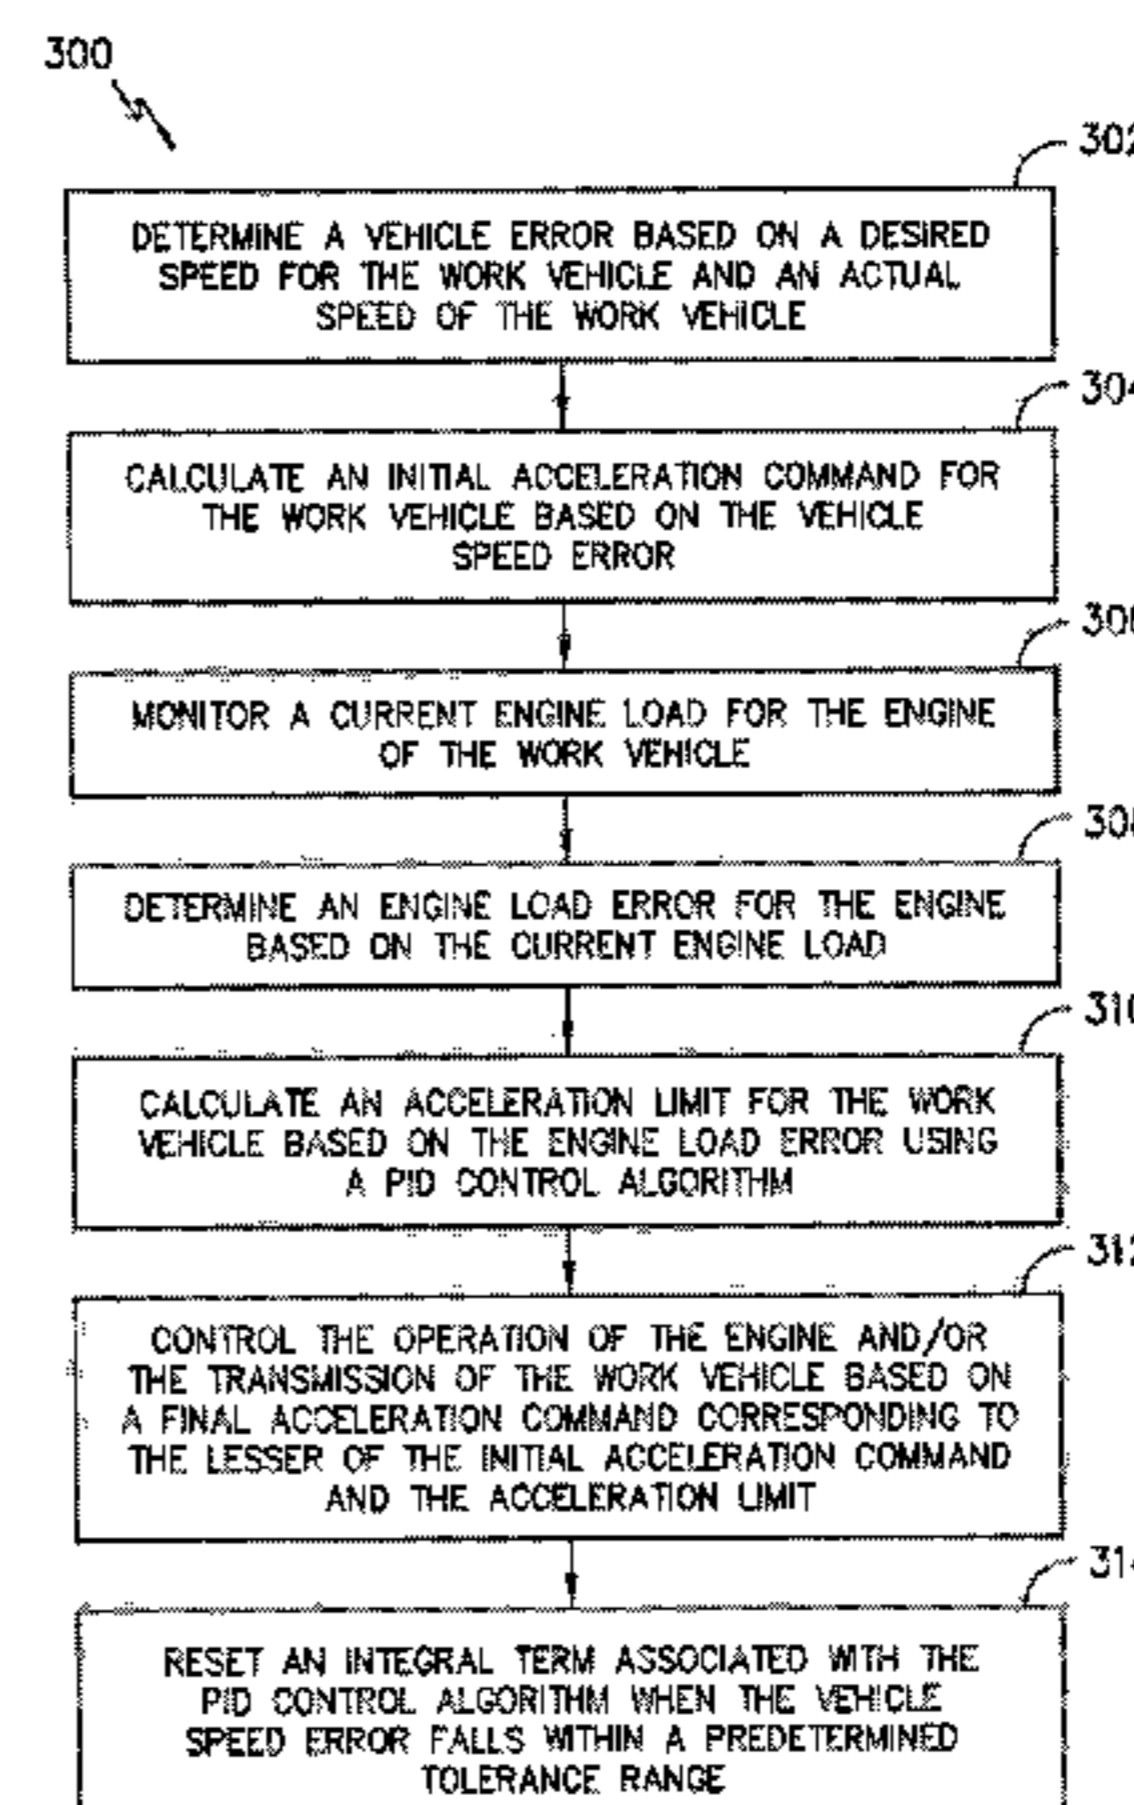 300
302
DETERMINE A VEHICLE ERROR BASED ON A DESIRED
SPEED FOR THE WORK VEHICLE AND AN ACTUAL
SPEED OF THE WORK VEHICLE
304
CALCULATE AN INITIAL ACCELERATION COMMAND FOR
THE WORK VEHICLE BASED ON THE VEHICLE
SPEED ERROR
MONITOR A CURRENT ENGINE LOAD FOR THE ENGINE
OF THE WORK VEHICLE
DETERMINE AN ENGINE LOAD ERROR FOR THE ENGINE
BASED ON THE CURRENT ENGINE LOAD
310
CALCULATE AN ACCELERATION LIMIT FOR THE WORK
VEHICLE BASED ON THE ENGINE LOAD ERROR USING
A PID CONTROL ALGORITHM
312
CONTROL THE OPERATION OF THE ENGINE AND/OR
THE TRANSMISSION OF THE WORK VEHICLE BASED ON
A FINAL ACCELERATION COMMAND CORRESPONDING TO
THE LESSER OF THE INITIAL ACCELERATION COMMAND
AND THE ACCELERATION LIMIT
314
RESET AN INTEGRAL TERM ASSOCIATED WITH THE
PID CONTROL ALGORITHM WHEN THE VEHICLE
SPEED ERROR FALLS WITHIN A PREDETERMINED
TOLERANCE RANGE